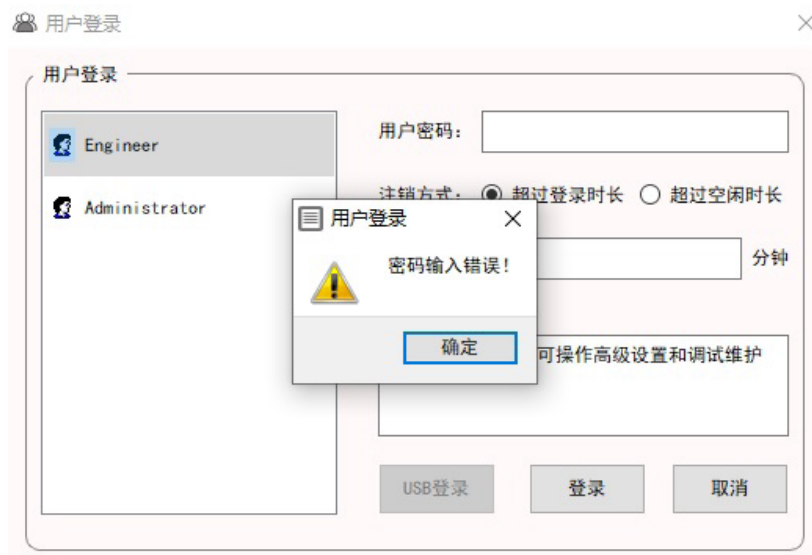 用户登录
用户登录
Engineer
Administrator
用户密码:
注销方式: 超过登录时长 超过空闲时长
分钟
可操作高级设置和调试维护
USB登录 登录 取消
用户登录
密码输入错误!
确定